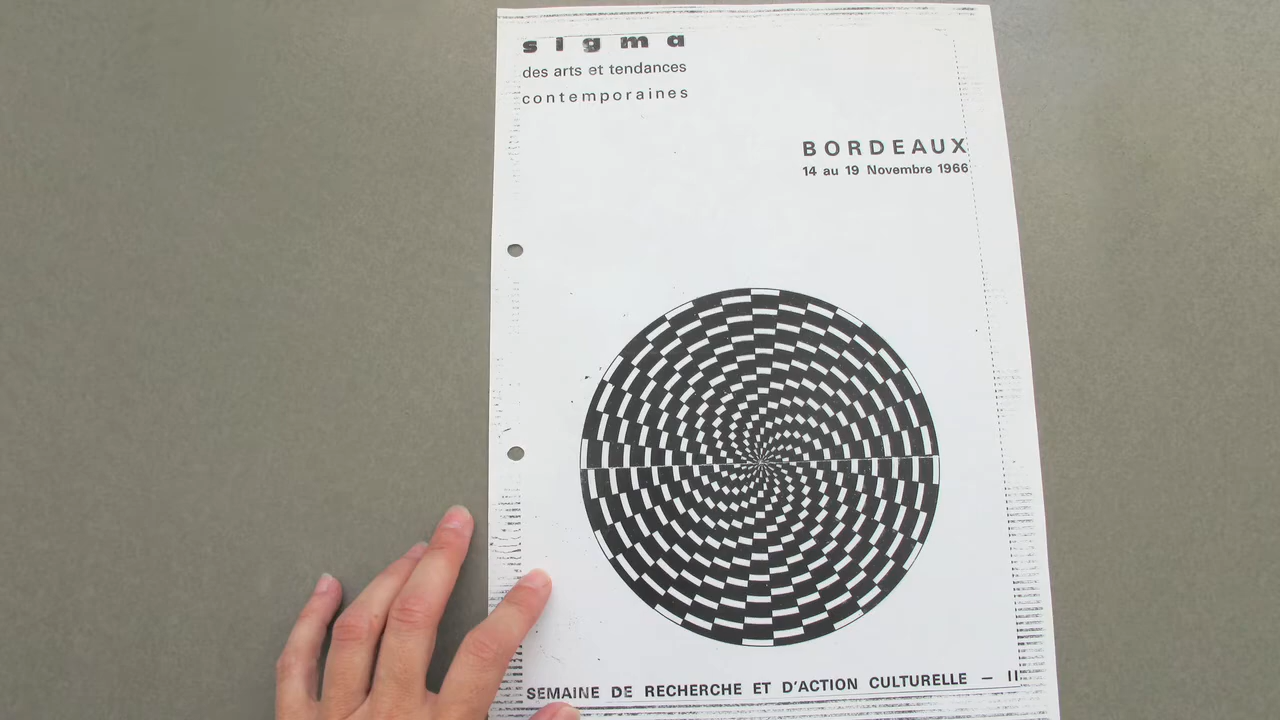 sigma
des arts et tendances
contemporaines
BORDEAUX
14 au 19 Novembre 1966
SEMAINE DE RECHERCHE ET D'ACTION CULTURELLE — II